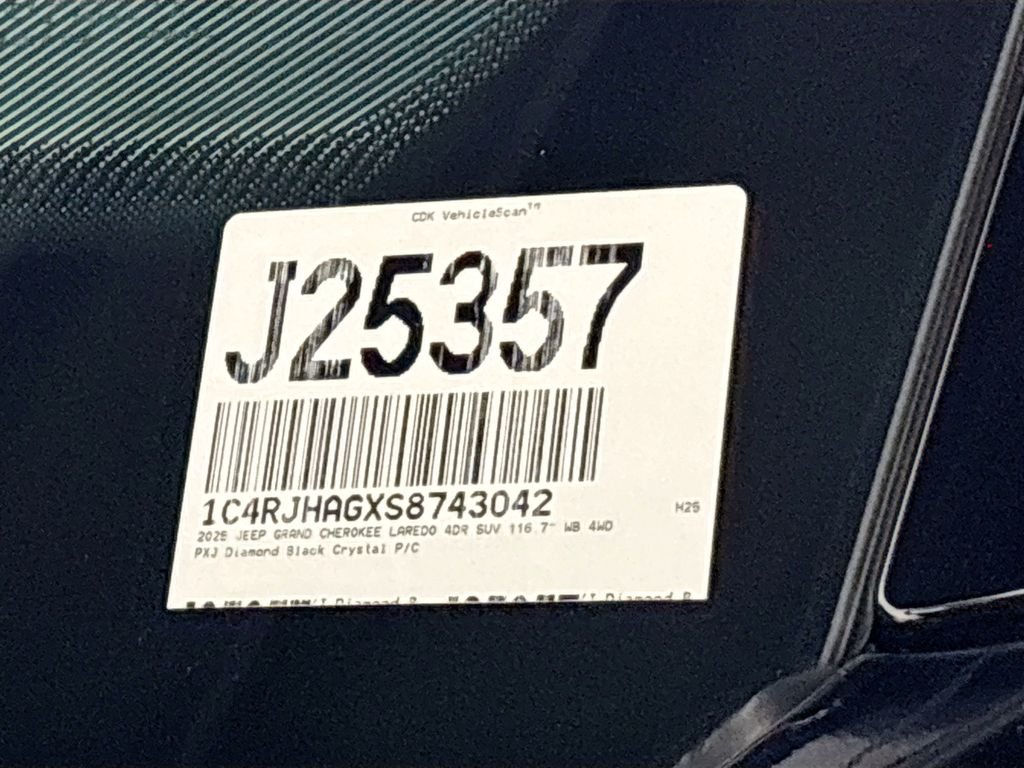 CDK VehicleScan™
J25357
1C4RJHAGXS8743042
H25
2025 JEEP GRAND CHEROKEE LAREDO 4DR SUV 116.7" WB 4WD
PXJ Diamond Black Crystal P/C